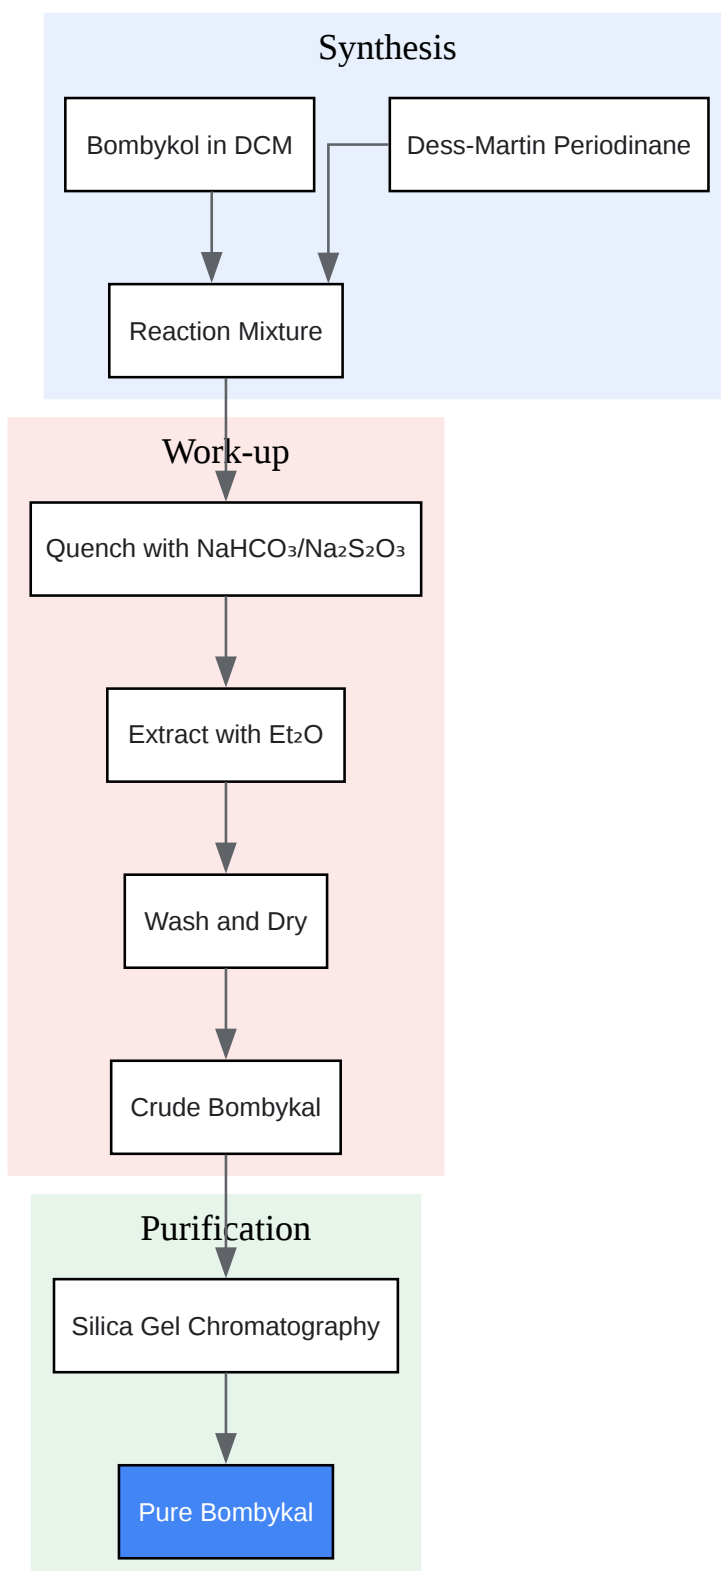 Synthesis
Bombykol in DCM
Dess-Martin Periodinane
Reaction Mixture
Work-up
Quench with NaHCO₃/Na₂S₂O₃
Extract with Et₂O
Wash and Dry
Crude Bombykal
Purification
Silica Gel Chromatography
Pure Bombykal